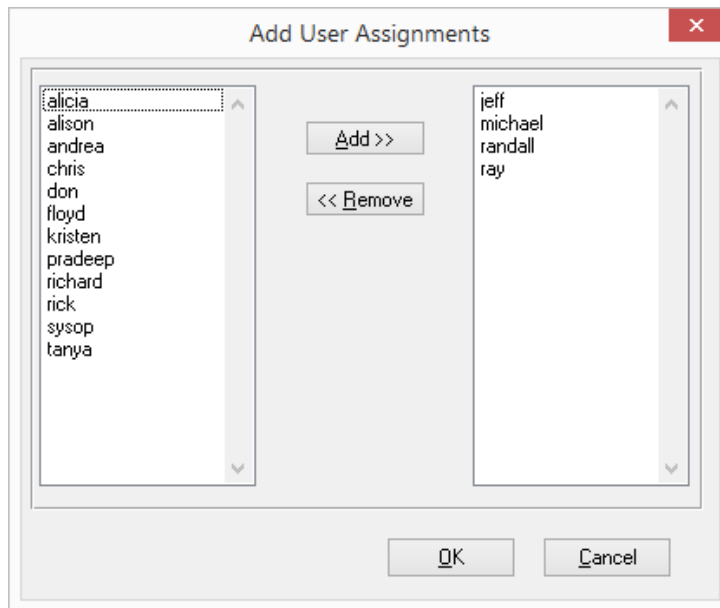 Add User Assignments
alicia
alison
andrea
chris
don
floyd
kristen
pradeep
richard
rick
sysop
tanya
Add >>
<< Remove
jeff
michael
randall
ray
OK
Cancel